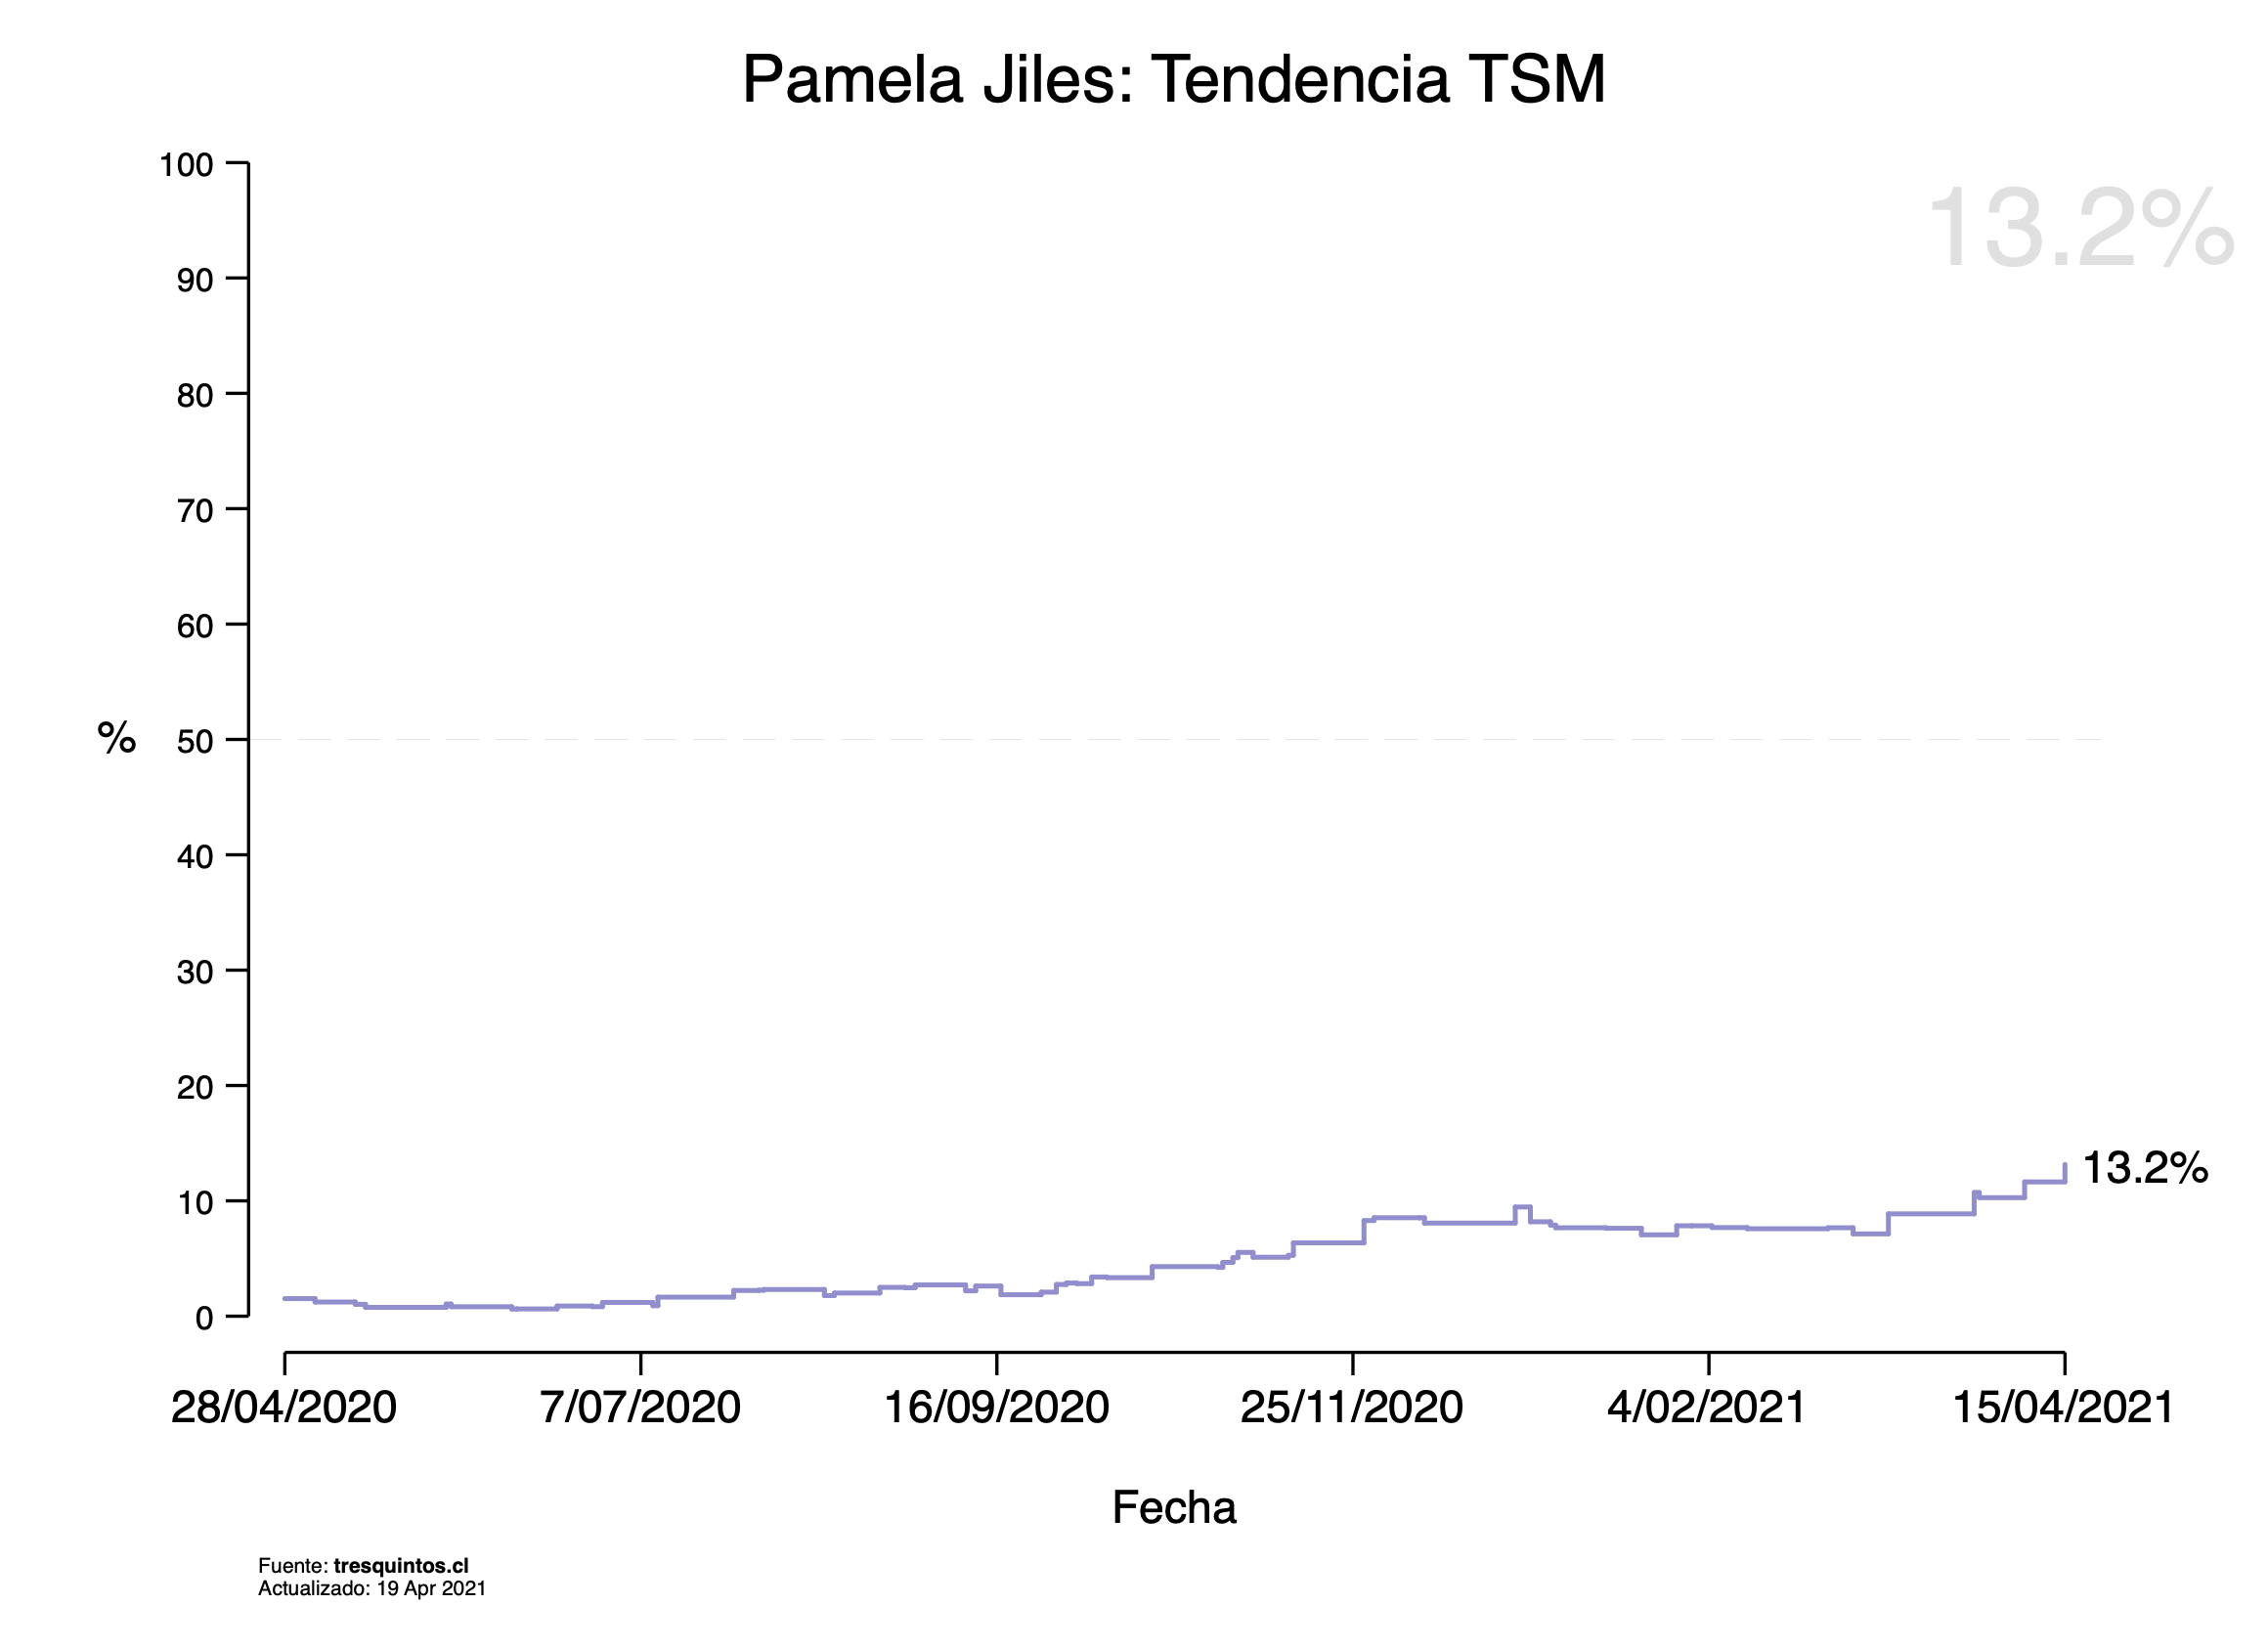 Pamela Jiles: Tendencia TSM
13.2%
100
90
80
70
60
50
%
40
30
20
10
0
13.2%
28/04/2020 7/07/2020 16/09/2020 25/11/2020 4/02/2021 15/04/2021
Fecha
Fuente: tresquintos.cl
Actualizado: 19 Apr 2021